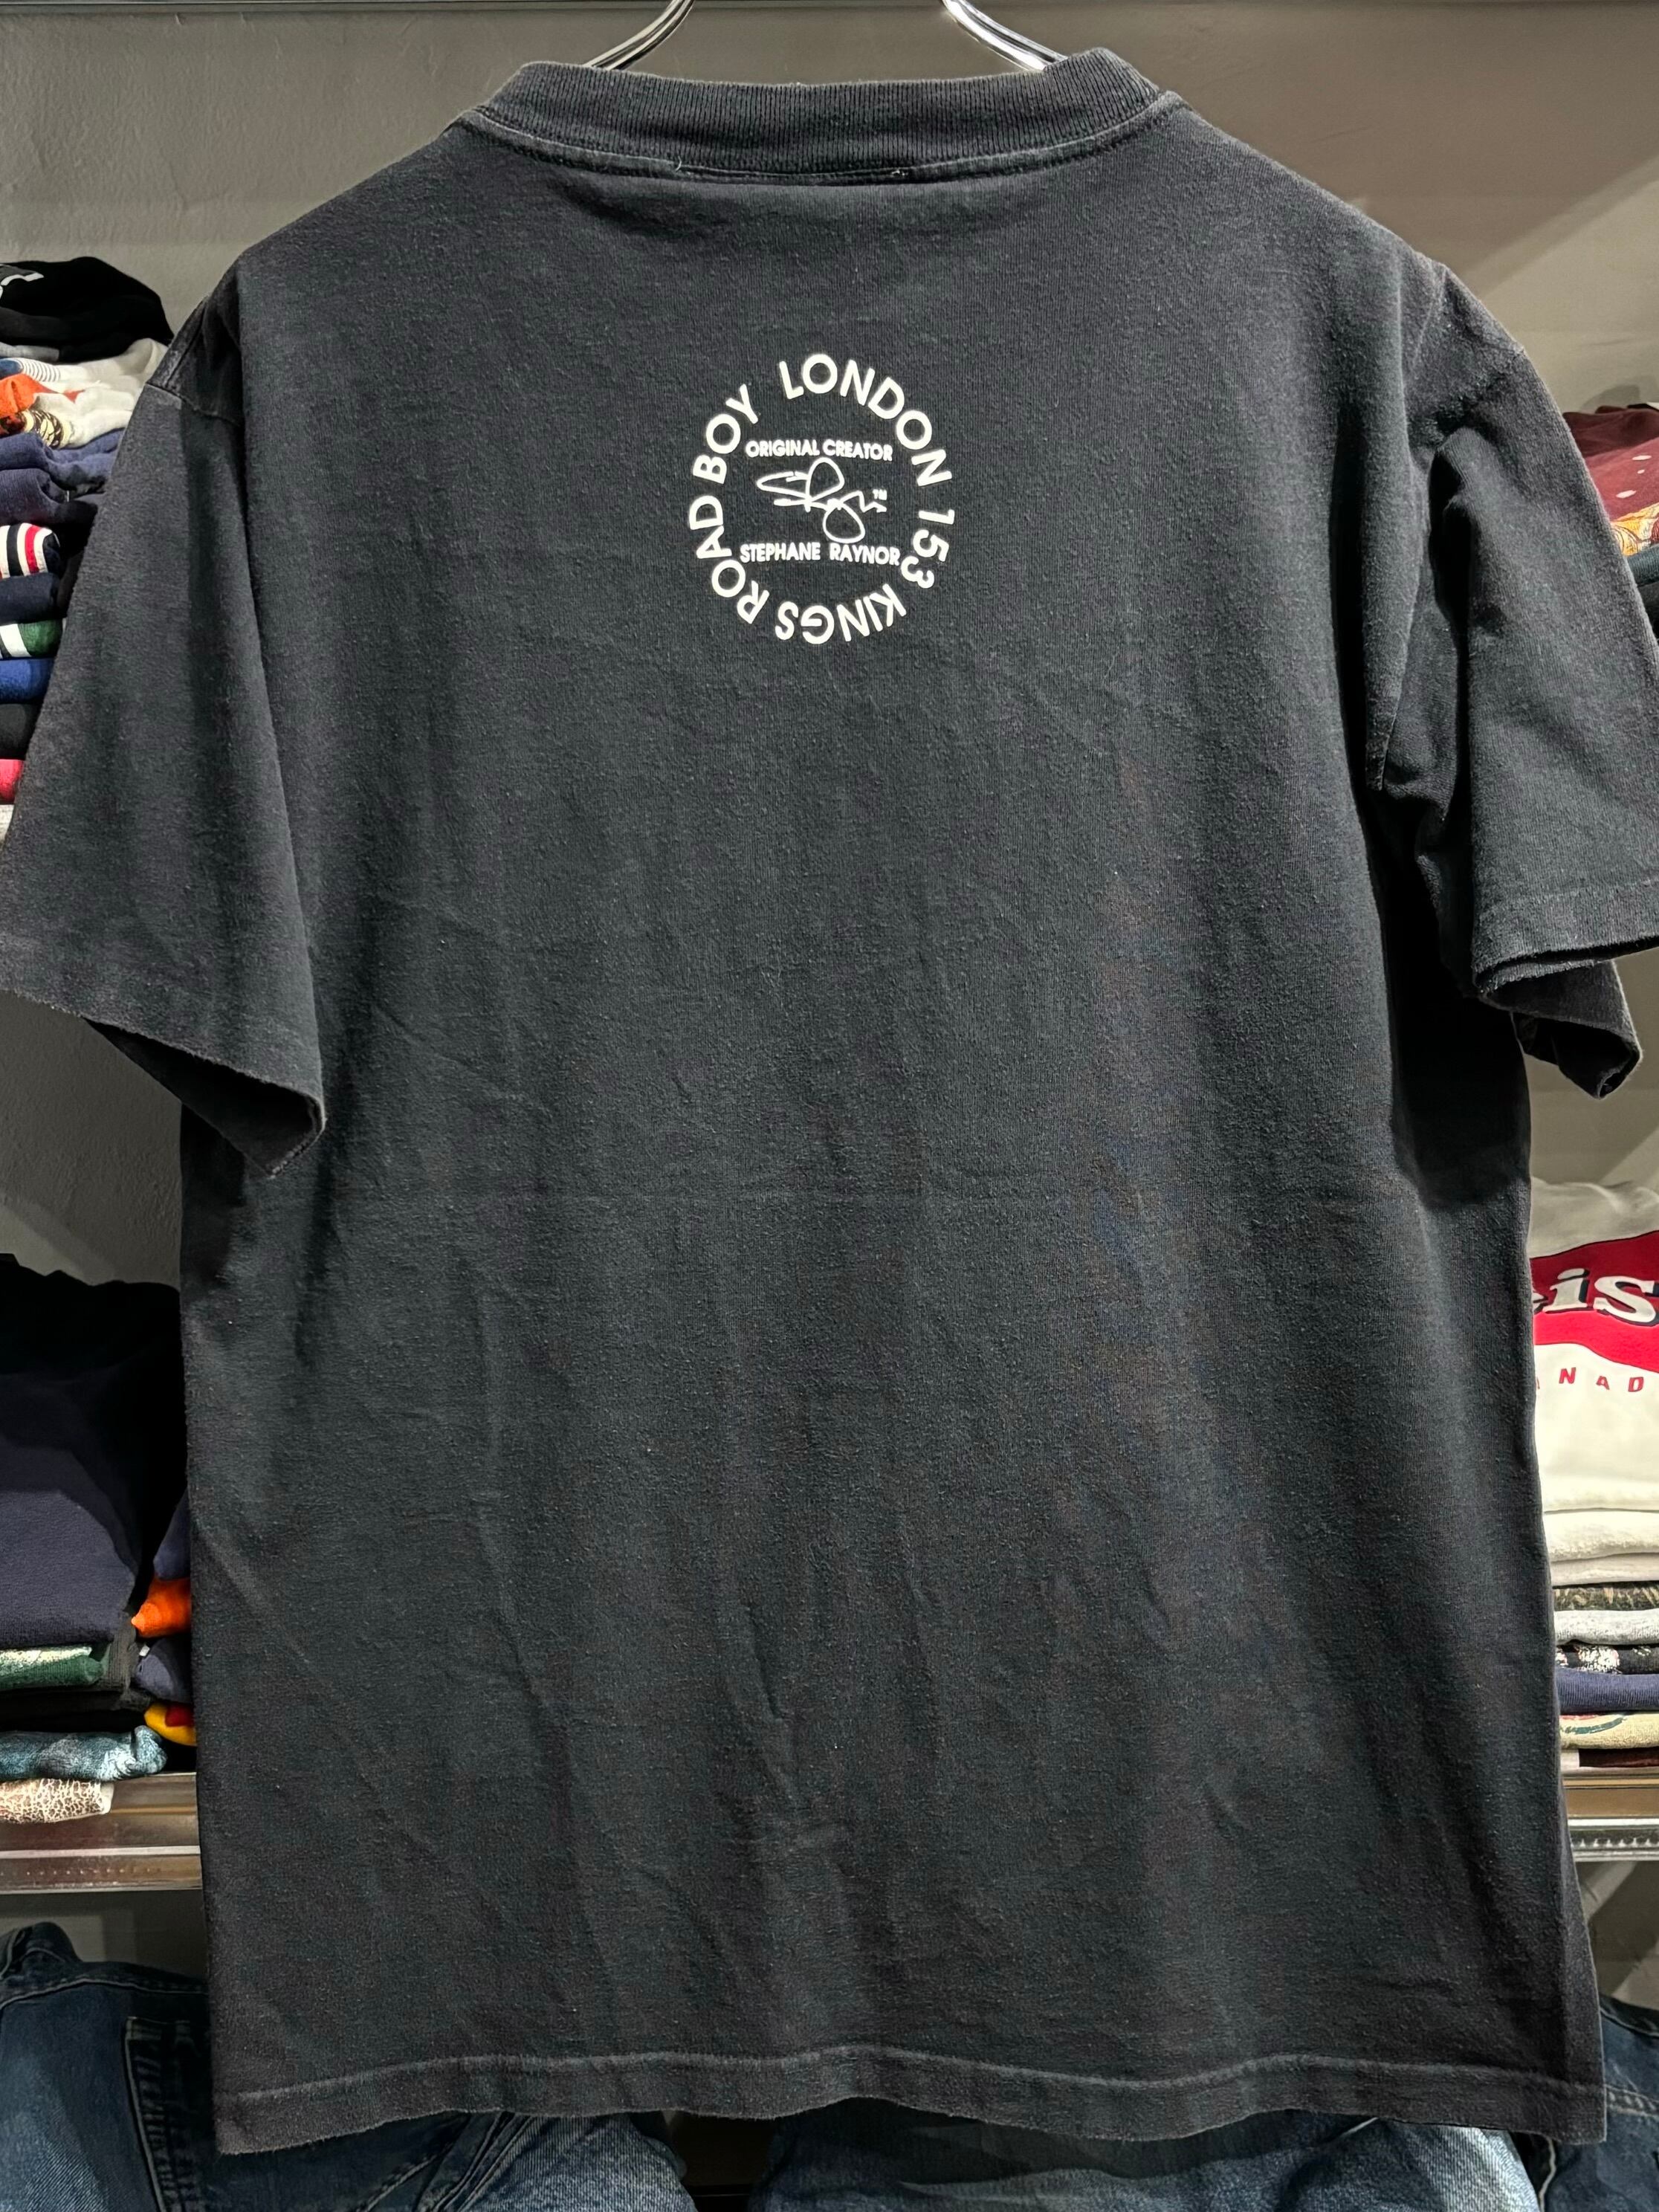 BOY LONDON 153 KINGS ROAD
ORIGINAL CREATOR
TM
STEPHANE RAYNOR